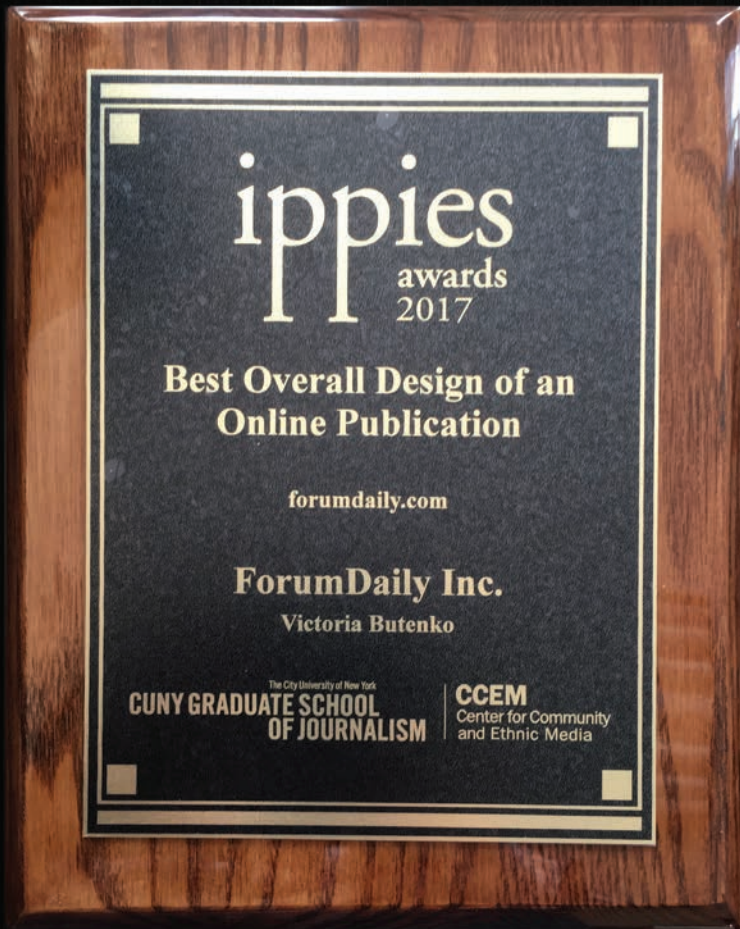 ippies
awards
2017
Best Overall Design of an
Online Publication
forumdaily.com
ForumDaily Inc.
Victoria Butenko
The City University of New York
CUNY GRADUATE SCHOOL
OF JOURNALISM
CCEM
Center for Community
and Ethnic Media